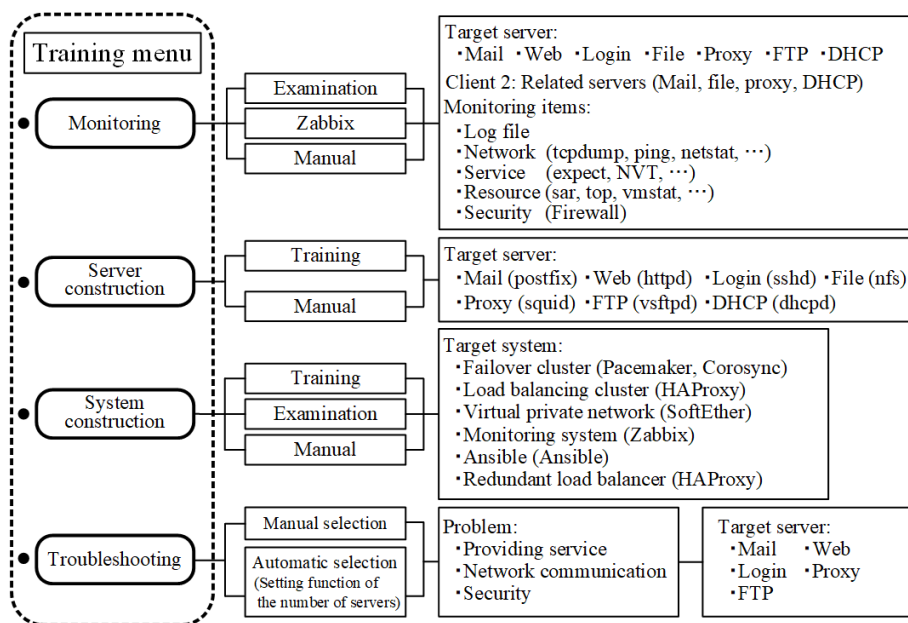 Training menu
Monitoring
Examination
Zabbix
Manual
Target server:
・Mail ・Web ・Login ・File ・Proxy ・FTP ・DHCP
Client 2: Related servers (Mail, file, proxy, DHCP)
Monitoring items:
・Log file
・Network (tcpdump, ping, netstat, ⋯)
・Service (expect, NVT, ⋯)
・Resource (sar, top, vmstat, ⋯)
・Security (Firewall)
Server
construction
Training
Manual
Target server:
・Mail (postfix) ・Web (httpd) ・Login (sshd) ・File (nfs)
・Proxy (squid) ・FTP (vsftpd) ・DHCP (dhcpd)
System
construction
Training
Examination
Manual
Target system:
・Failover cluster (Pacemaker, Corosync)
・Load balancing cluster (HAProxy)
・Virtual private network (SoftEther)
・Monitoring system (Zabbix)
・Ansible (Ansible)
・Redundant load balancer (HAProxy)
Troubleshooting
Manual selection
Automatic selection
(Setting function of
the number of servers)
Problem:
・Providing service
・Network communication
・Security
Target server:
・Mail ・Web
・Login ・Proxy
・FTP